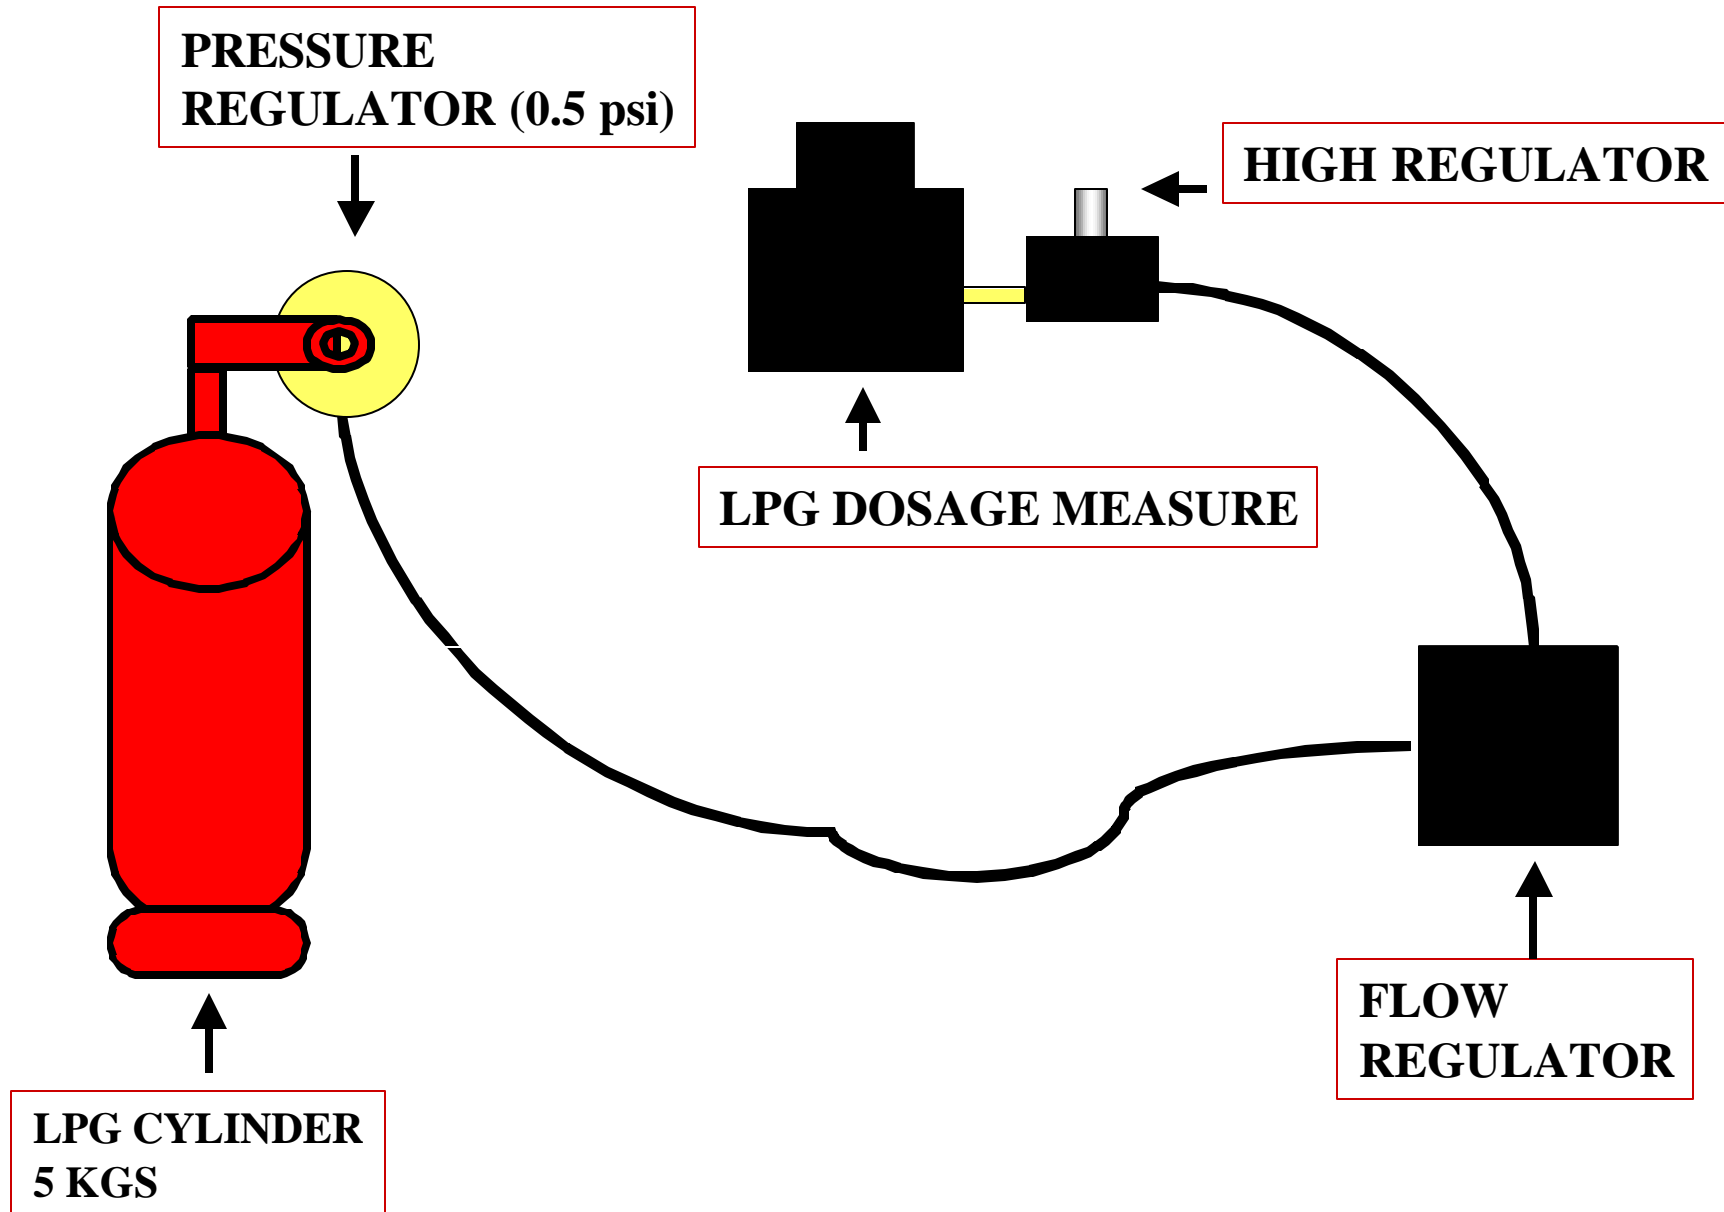 PRESSURE
REGULATOR (0.5 psi)
HIGH REGULATOR
LPG DOSAGE MEASURE
FLOW
REGULATOR
LPG CYLINDER
5 KGS